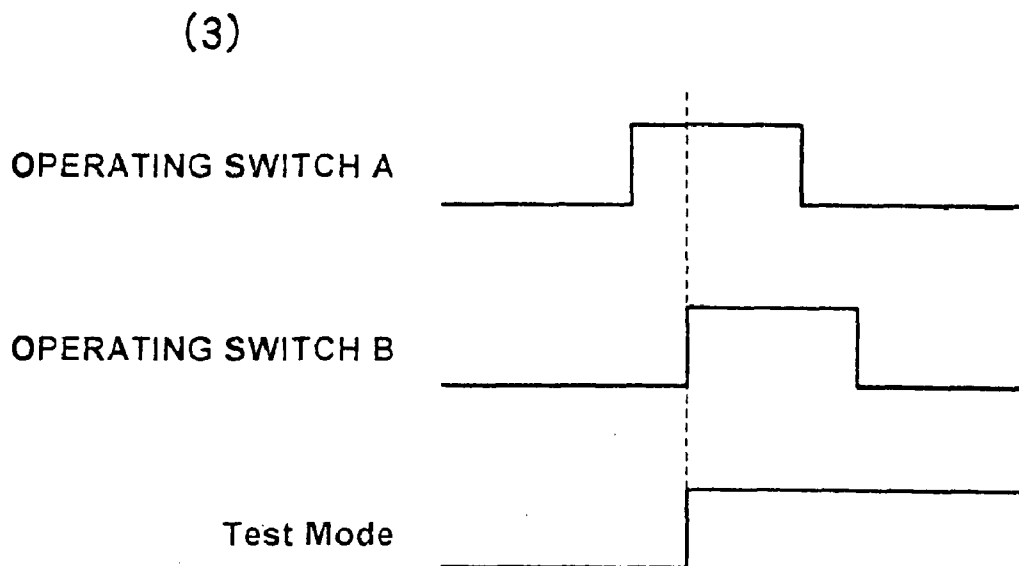 (3)
OPERATING SWITCH A
OPERATING SWITCH B
Test Mode